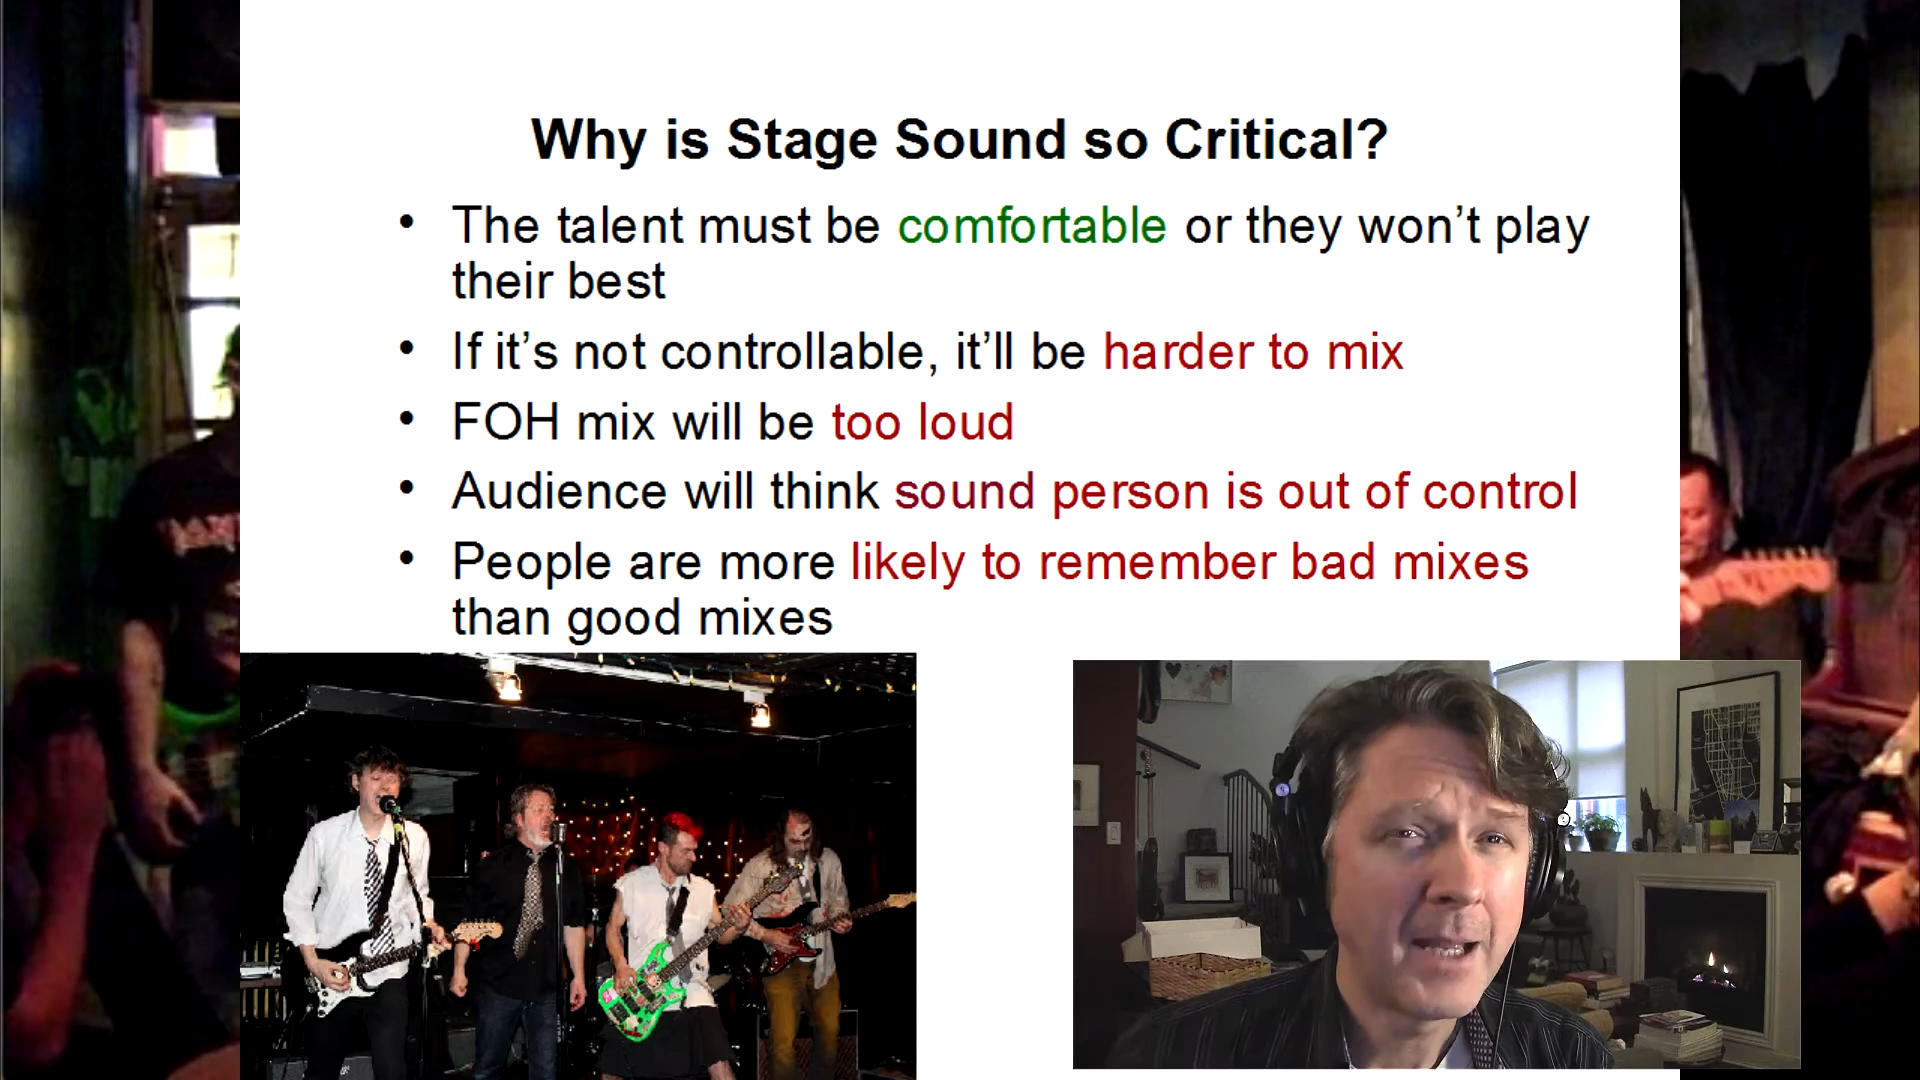 Why is Stage Sound so Critical?
• The talent must be comfortable or they won’t play
their best
• If it’s not controllable, it’ll be harder to mix
• FOH mix will be too loud
• Audience will think sound person is out of control
• People are more likely to remember bad mixes
than good mixes